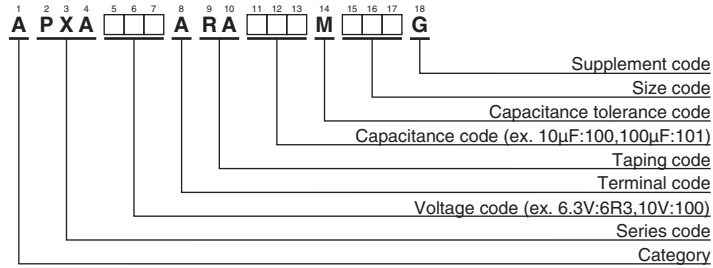 1 2 3 4 5 6 7 8 9 10 11 12 13 14 15 16 17 18
A PXA □□□ A RA □□□ M □□□ G
Supplement code
Size code
Capacitance tolerance code
Capacitance code (ex. 10μF:100,100μF:101)
Taping code
Terminal code
Voltage code (ex. 6.3V:6R3,10V:100)
Series code
Category